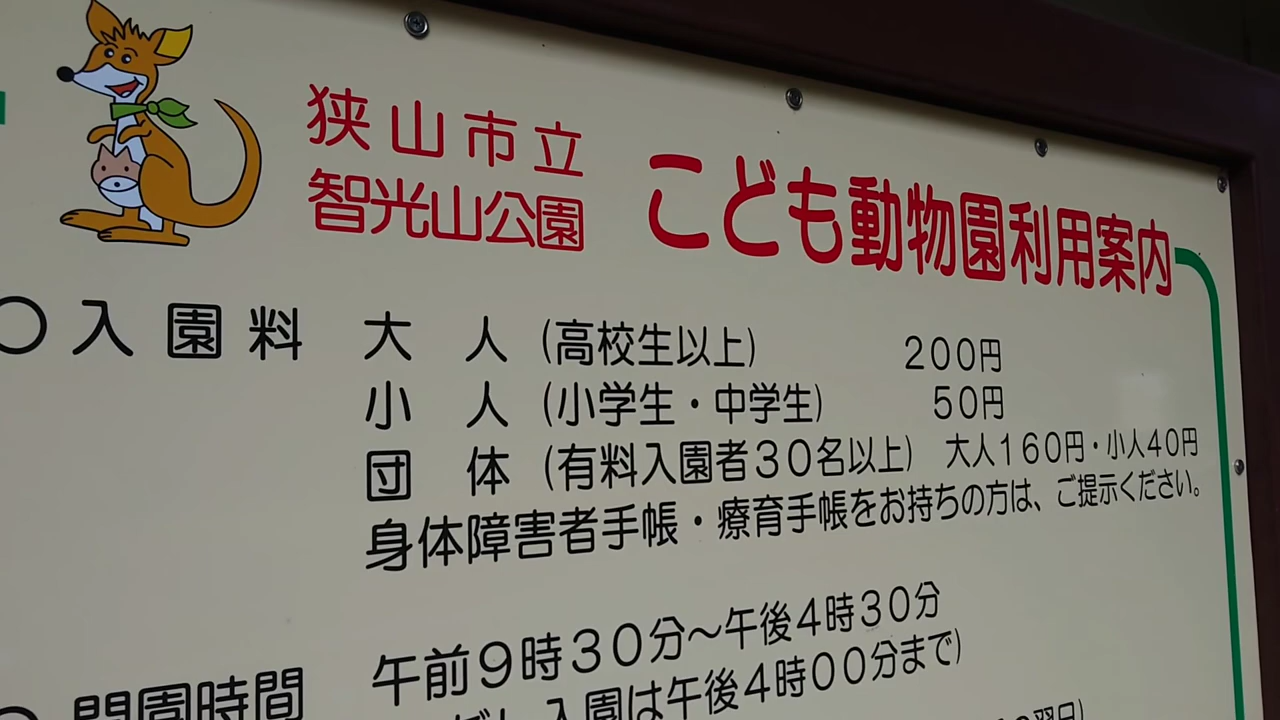 狭山市立
智光山公園
こども動物園利用案内
○入園料 大人(高校生以上) 200円
小人(小学生・中学生) 50円
団体(有料入園者30名以上) 大人160円・小人40円
身体障害者手帳・療育手帳をお持ちの方は、ご提示ください。
○開園時間 午前9時30分～午後4時30分
入園は午後4時00分まで)
翌日)